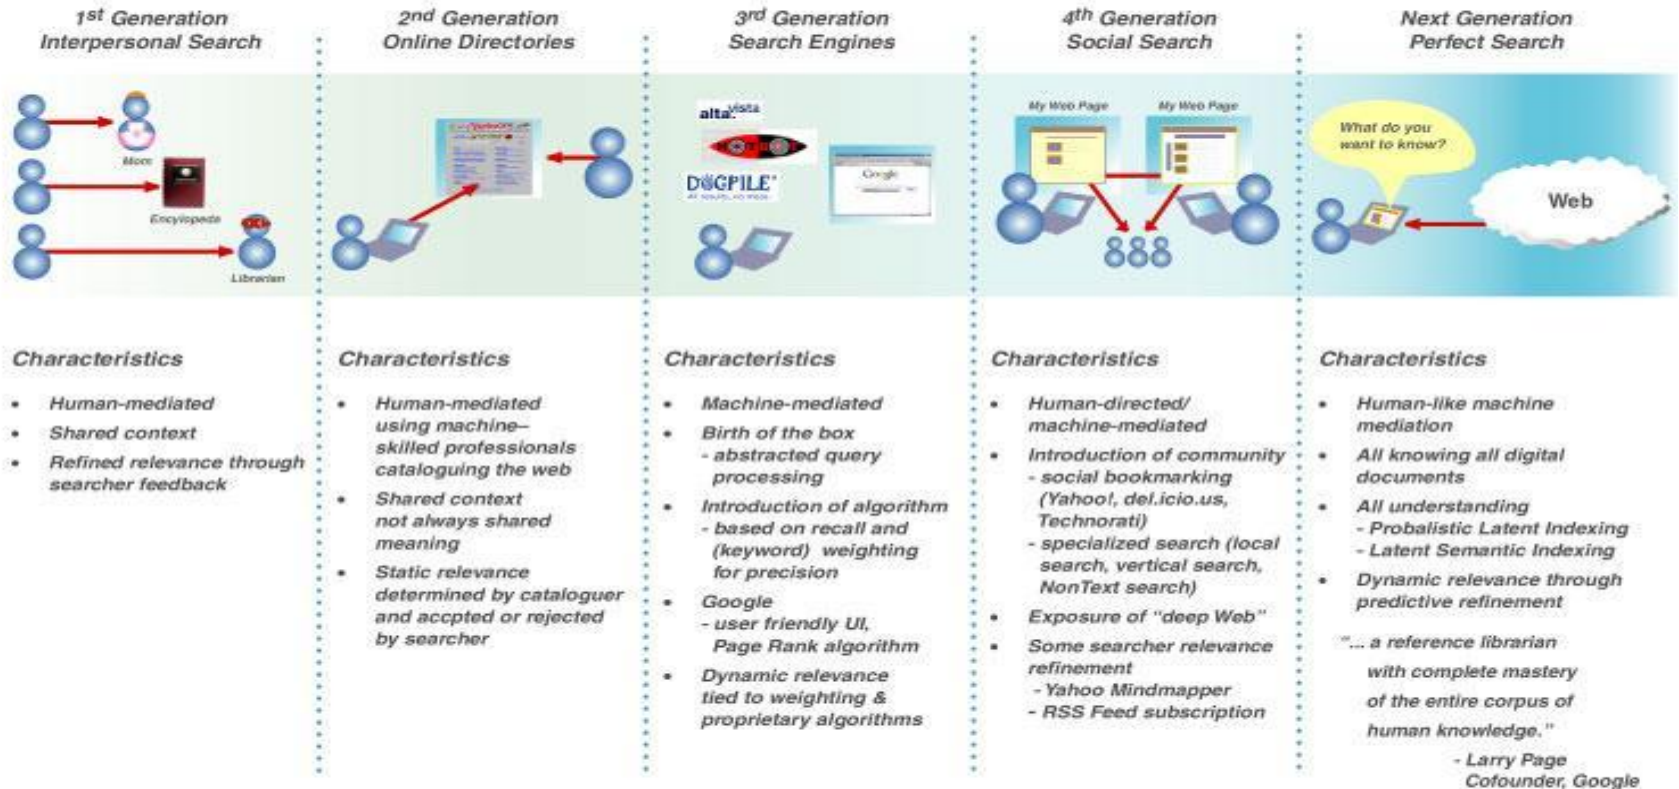 1st Generation
Interpersonal Search
Mom
Encylopeda
Librarian
Characteristics
• Human-mediated
• Shared context
• Refined relevance through
searcher feedback
2nd Generation
Online Directories
Characteristics
• Human-mediated
using machine–
skilled professionals
cataloguing the web
• Shared context
not always shared
meaning
• Static relevance
determined by cataloguer
and accpted or rejected
by searcher
3rd Generation
Search Engines
alta vista
HOTBOT
DOGPILE
All results, no mess.
Google
Characteristics
• Machine-mediated
• Birth of the box
- abstracted query
processing
• Introduction of algorithm
- based on recall and
(keyword) weighting
for precision
• Google
- user friendly UI,
Page Rank algorithm
• Dynamic relevance
tied to weighting &
proprietary algorithms
4th Generation
Social Search
My Web Page
My Web Page
Characteristics
• Human-directed/
machine-mediated
• Introduction of community
- social bookmarking
(Yahoo!, del.icio.us,
Technorati)
- specialized search (local
search, vertical search,
NonText search)
• Exposure of “deep Web”
• Some searcher relevance
refinement
- Yahoo Mindmapper
- RSS Feed subscription
Next Generation
Perfect Search
What do you
want to know?
Web
Characteristics
• Human-like machine
mediation
• All knowing all digital
documents
• All understanding
- Probalistic Latent Indexing
- Latent Semantic Indexing
• Dynamic relevance through
predictive refinement
"... a reference librarian
with complete mastery
of the entire corpus of
human knowledge."
- Larry Page
Cofounder, Google